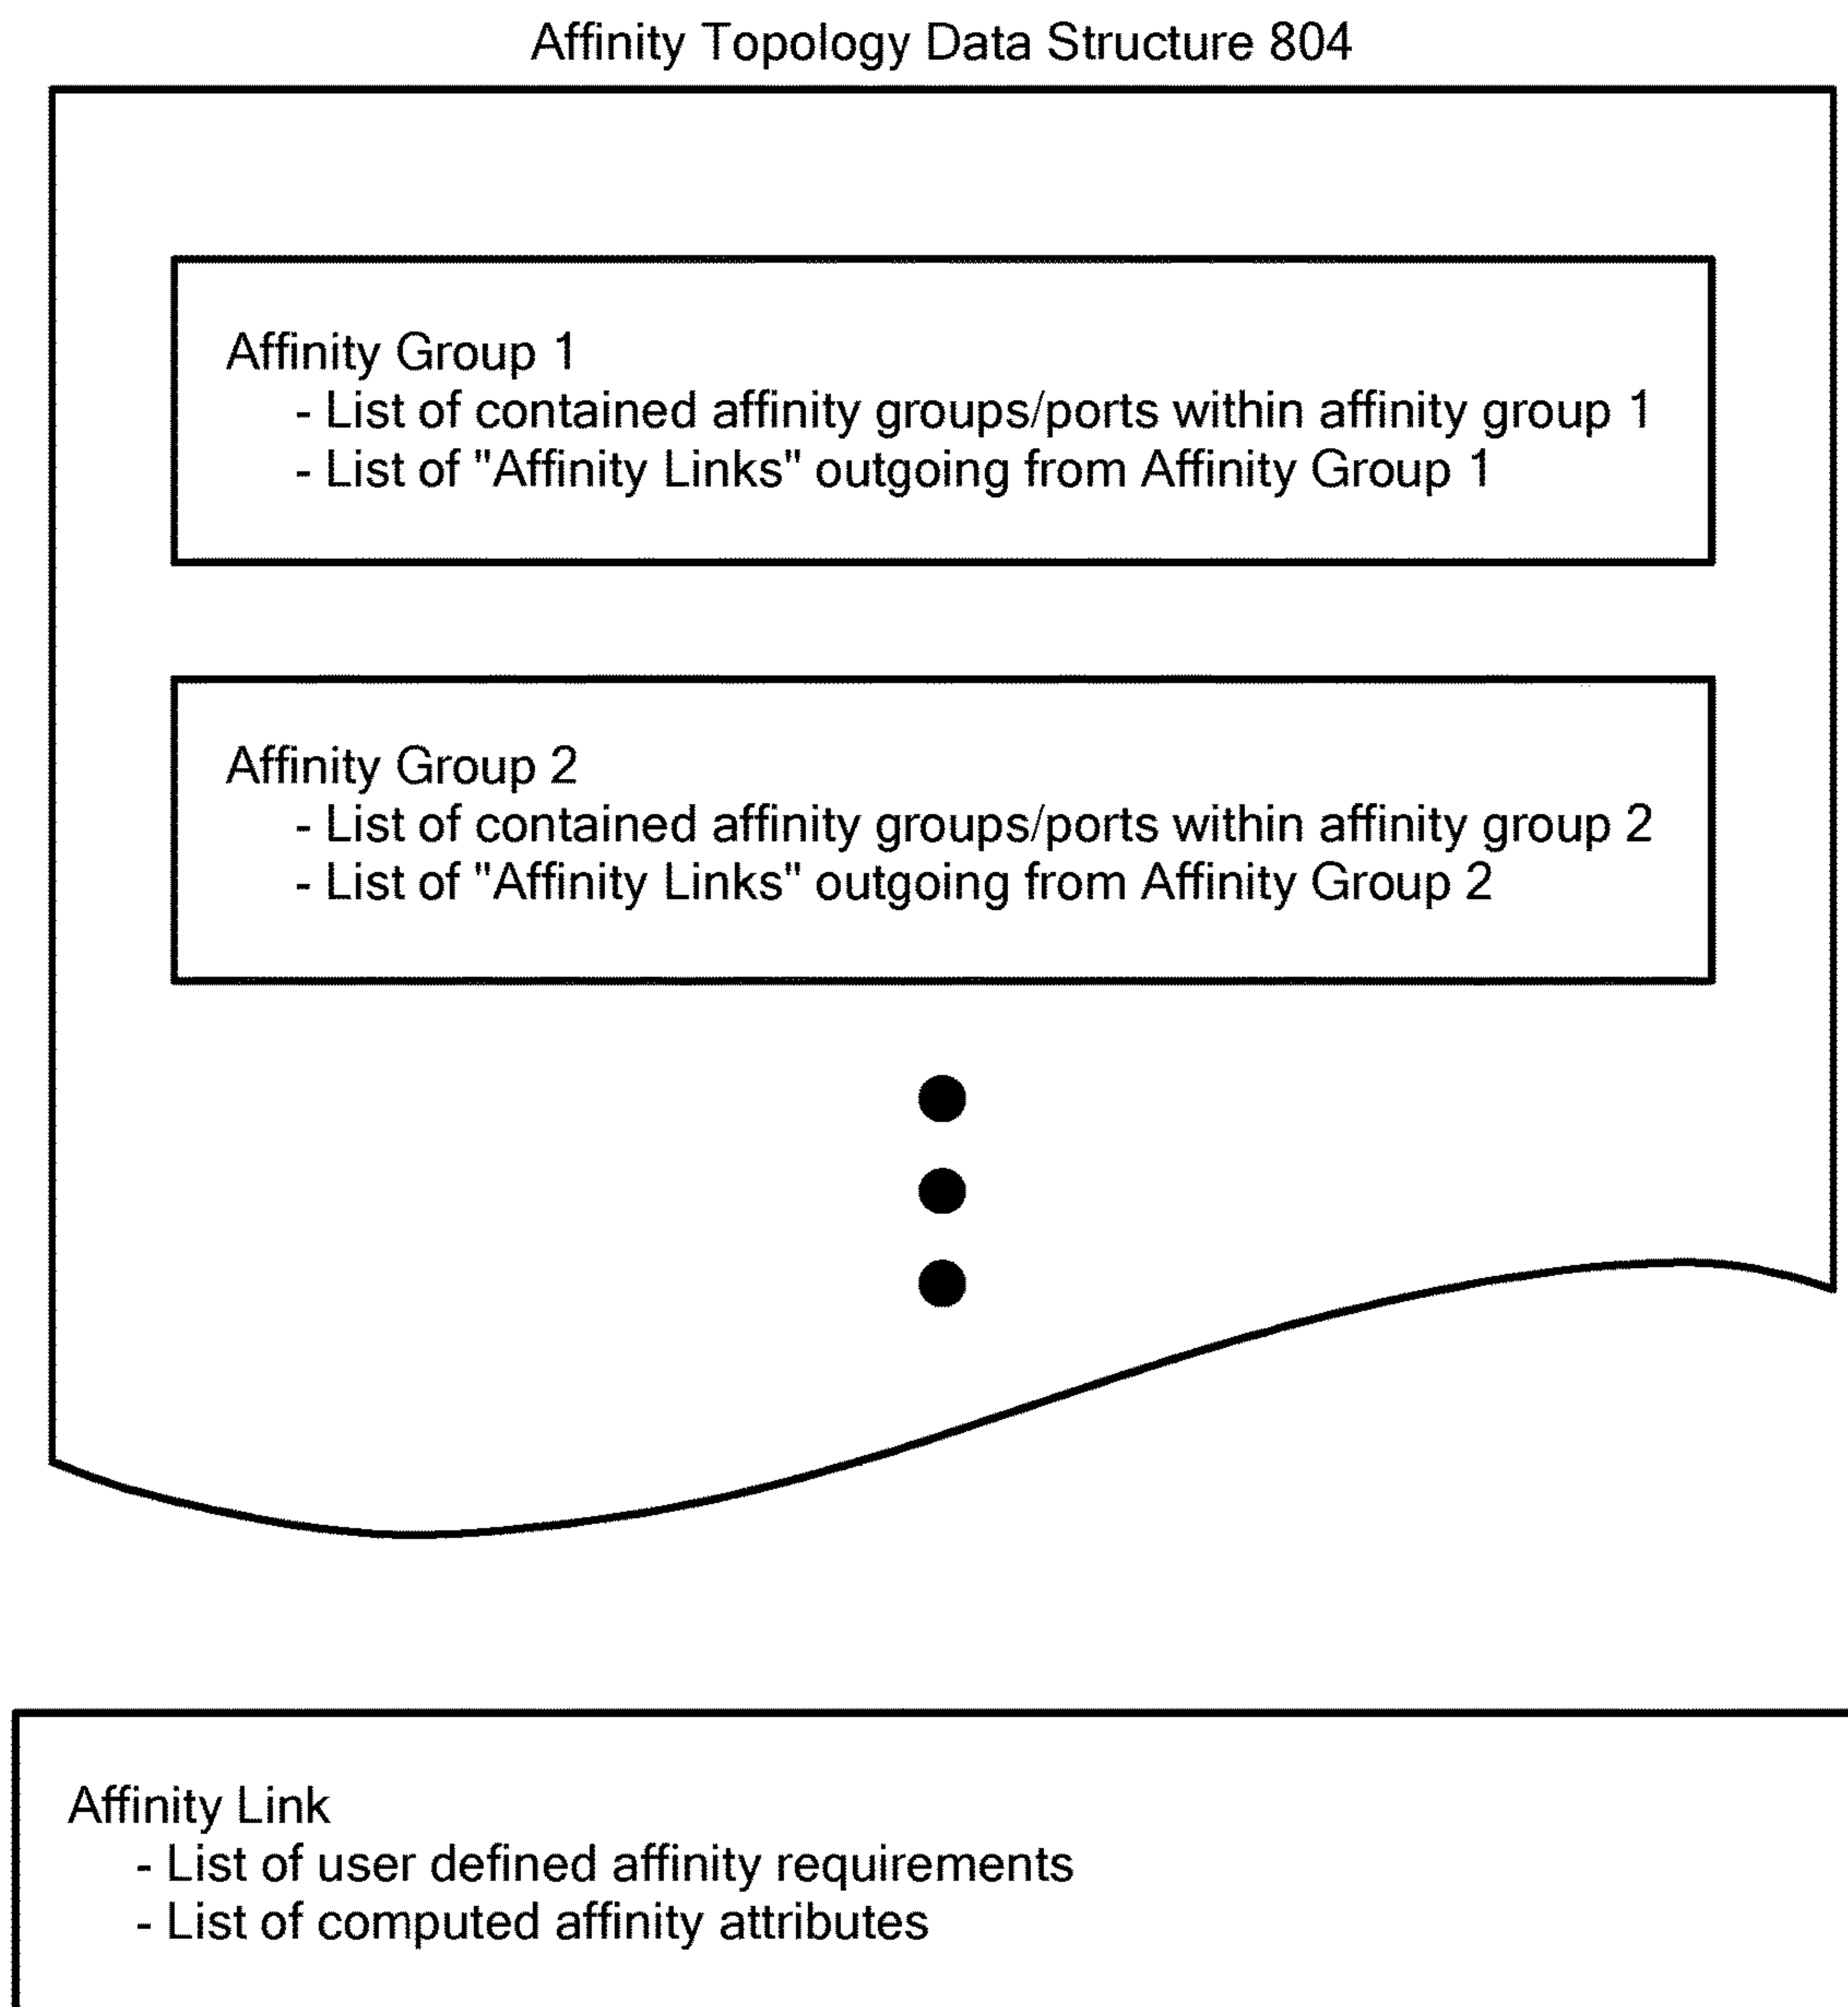 Affinity Topology Data Structure 804
Affinity Group 1
- List of contained affinity groups/ports within affinity group 1
- List of "Affinity Links" outgoing from Affinity Group 1
Affinity Group 2
- List of contained affinity groups/ports within affinity group 2
- List of "Affinity Links" outgoing from Affinity Group 2
Affinity Link
- List of user defined affinity requirements
- List of computed affinity attributes